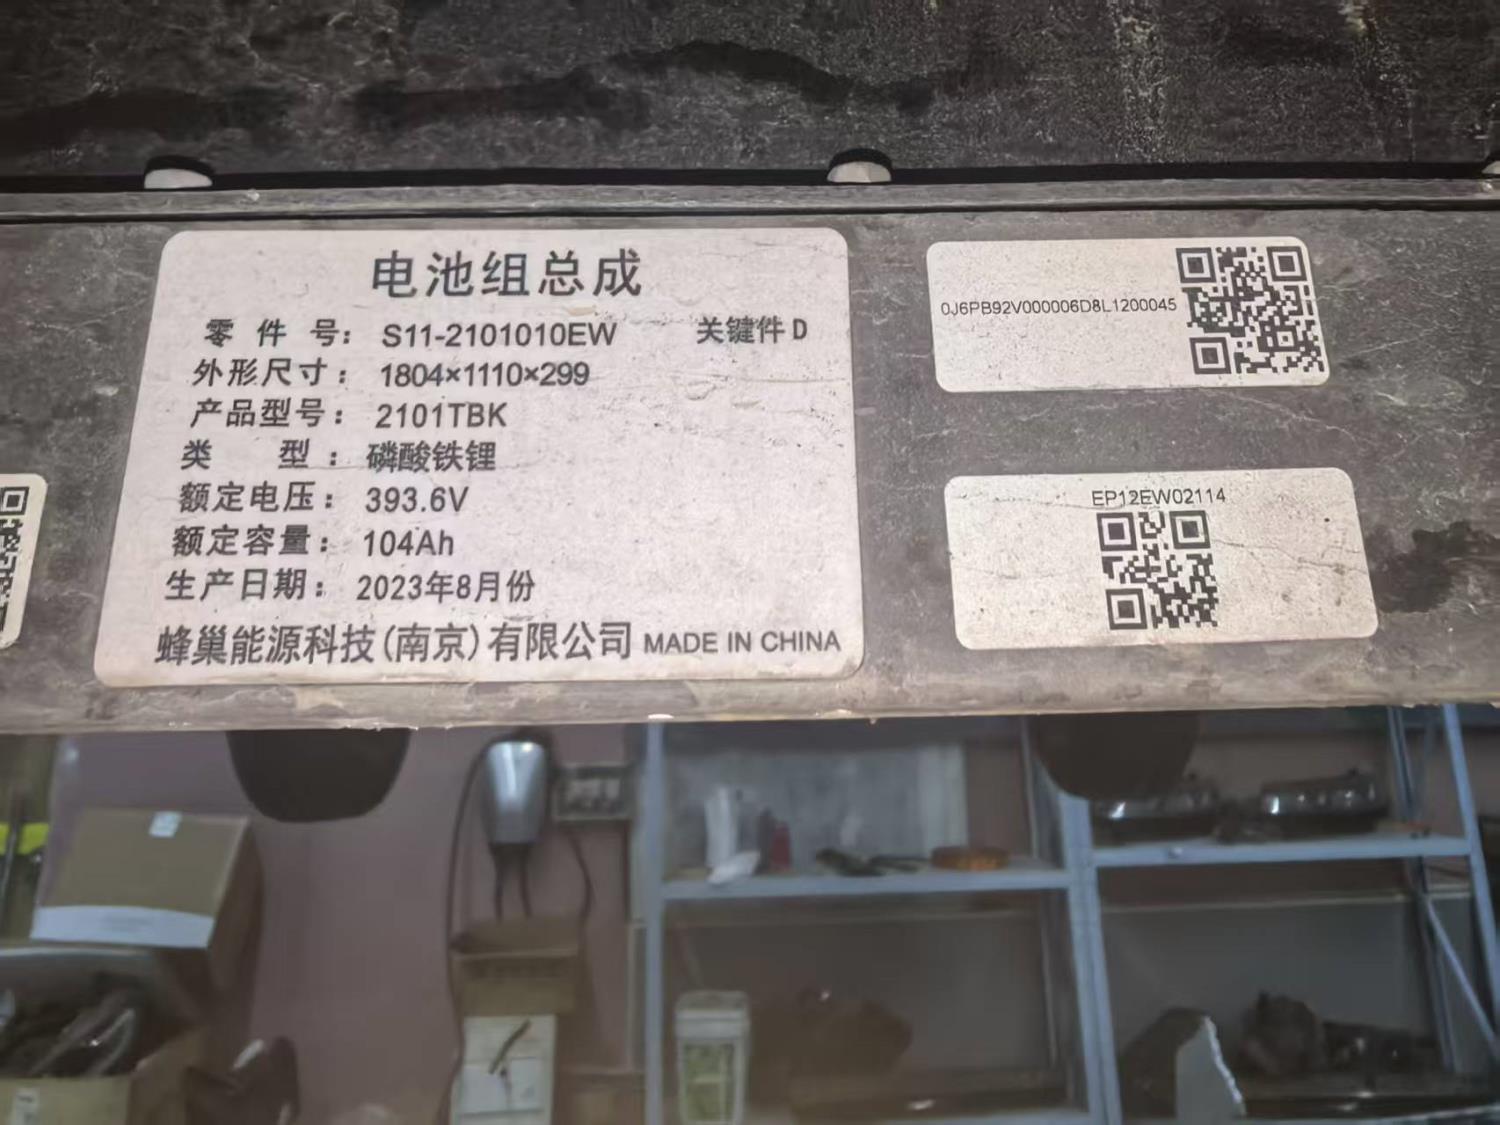 电池组总成
零件号： S11-2101010EW 关键件 D
外形尺寸： 1804×1110×299
产品型号： 2101TBK
类型： 磷酸铁锂
额定电压： 393.6V
额定容量： 104Ah
生产日期： 2023年8月份
蜂巢能源科技(南京)有限公司 MADE IN CHINA
0J6PB92V000006D8L1200045
EP12EW02114